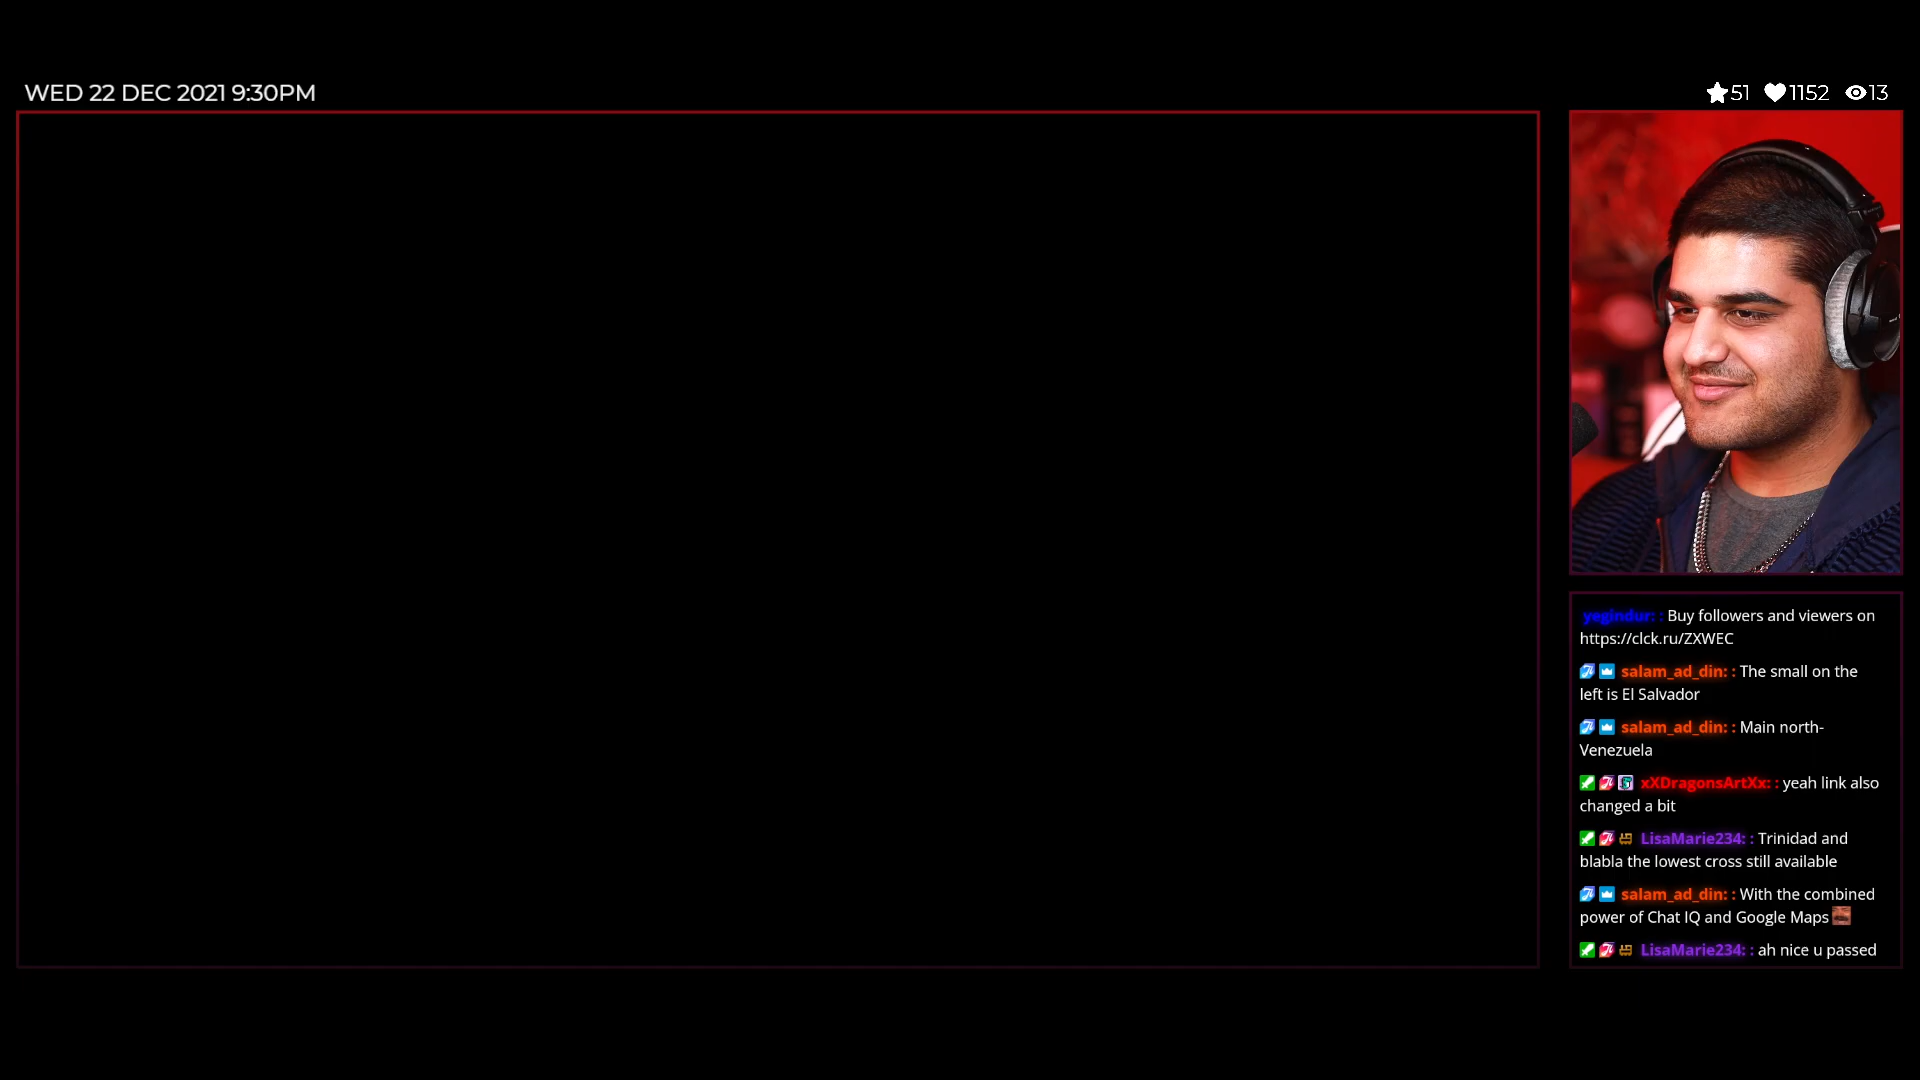 WED 22 DEC 2021 9:30PM
51 1152 13
yegindur: : Buy followers and viewers on
https://clck.ru/ZXWEC
salam_ad_din: : The small on the
left is El Salvador
salam_ad_din: : Main north-
Venezuela
xXDragonsArtXx: : yeah link also
changed a bit
LisaMarie234: : Trinidad and
blabla the lowest cross still available
salam_ad_din: : With the combined
power of Chat IQ and Google Maps
LisaMarie234: : ah nice u passed